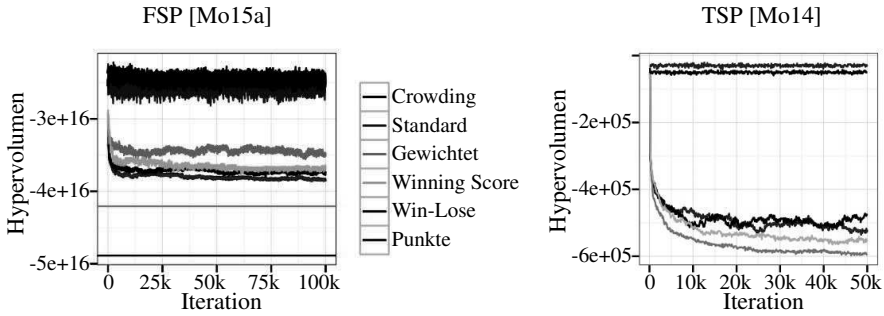 FSP [Mo15a]
Hypervolumen
-3e+16
-4e+16
-5e+16
0 25k 50k 75k 100k
Iteration
Crowding
Standard
Gewichtet
Winning Score
Win-Lose
Punkte
TSP [Mo14]
Hypervolumen
-2e+05
-4e+05
-6e+05
0 10k 20k 30k 40k 50k
Iteration